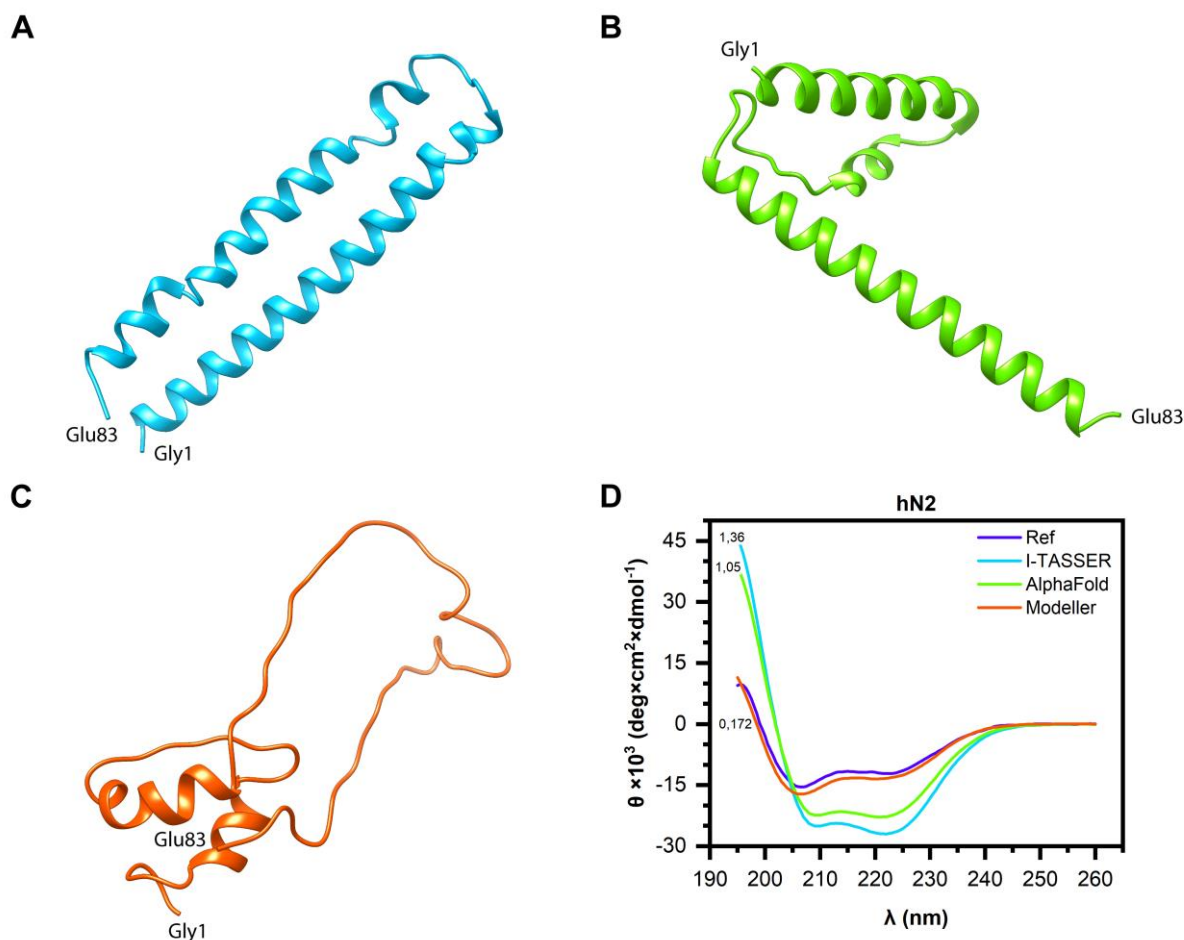 A
Glu83
Gly1
B
Gly1
Glu83
C
Glu83
Gly1
D
hN2
1,36
1,05
0,172
Ref
I-TASSER
AlphaFold
Modeller
θ ×10³ (deg×cm²×dmol⁻¹)
45
30
15
0
-15
-30
190 200 210 220 230 240 250 260
λ (nm)